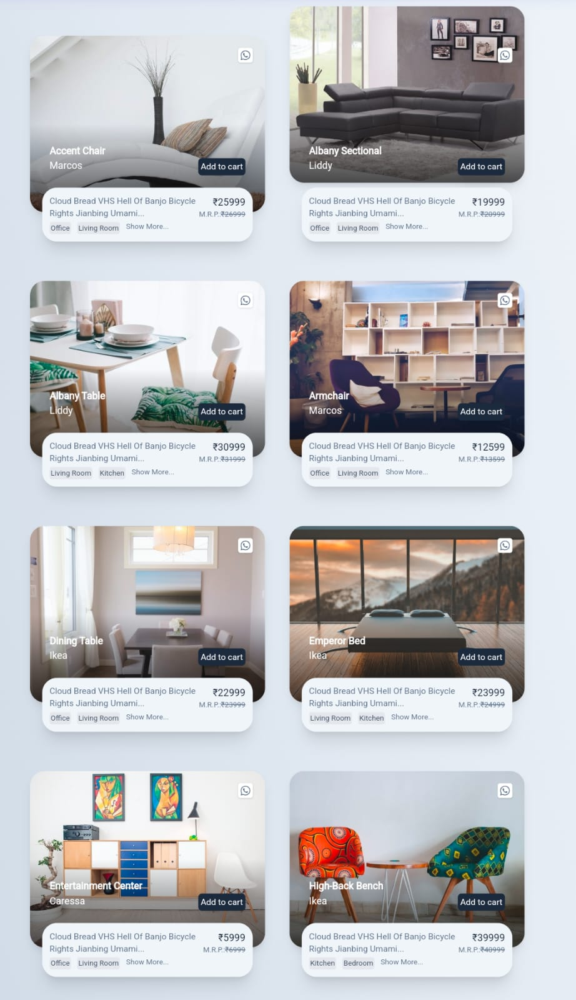 Accent Chair
Marcos
Add to cart
Cloud Bread VHS Hell Of Banjo Bicycle
Rights Jianbing Umami...
₹25999
M.R.P.:₹26999
Office Living Room Show More...
Albany Sectional
Liddy
Add to cart
Cloud Bread VHS Hell Of Banjo Bicycle
Rights Jianbing Umami...
₹19999
M.R.P.:₹20999
Office Living Room Show More...
Albany Table
Liddy
Add to cart
Cloud Bread VHS Hell Of Banjo Bicycle
Rights Jianbing Umami...
₹30999
M.R.P.:₹31999
Living Room Kitchen Show More...
Armchair
Marcos
Add to cart
Cloud Bread VHS Hell Of Banjo Bicycle
Rights Jianbing Umami...
₹12599
M.R.P.:₹13599
Office Living Room Show More...
Dining Table
Ikea
Add to cart
Cloud Bread VHS Hell Of Banjo Bicycle
Rights Jianbing Umami...
₹22999
M.R.P.:₹23999
Office Living Room Show More...
Emperor Bed
Ikea
Add to cart
Cloud Bread VHS Hell Of Banjo Bicycle
Rights Jianbing Umami...
₹23999
M.R.P.:₹24999
Living Room Kitchen Show More...
Entertainment Center
Caressa
Add to cart
Cloud Bread VHS Hell Of Banjo Bicycle
Rights Jianbing Umami...
₹5999
M.R.P.:₹6999
Office Living Room Show More...
High-Back Bench
Ikea
Add to cart
Cloud Bread VHS Hell Of Banjo Bicycle
Rights Jianbing Umami...
₹39999
M.R.P.:₹40999
Kitchen Bedroom Show More...